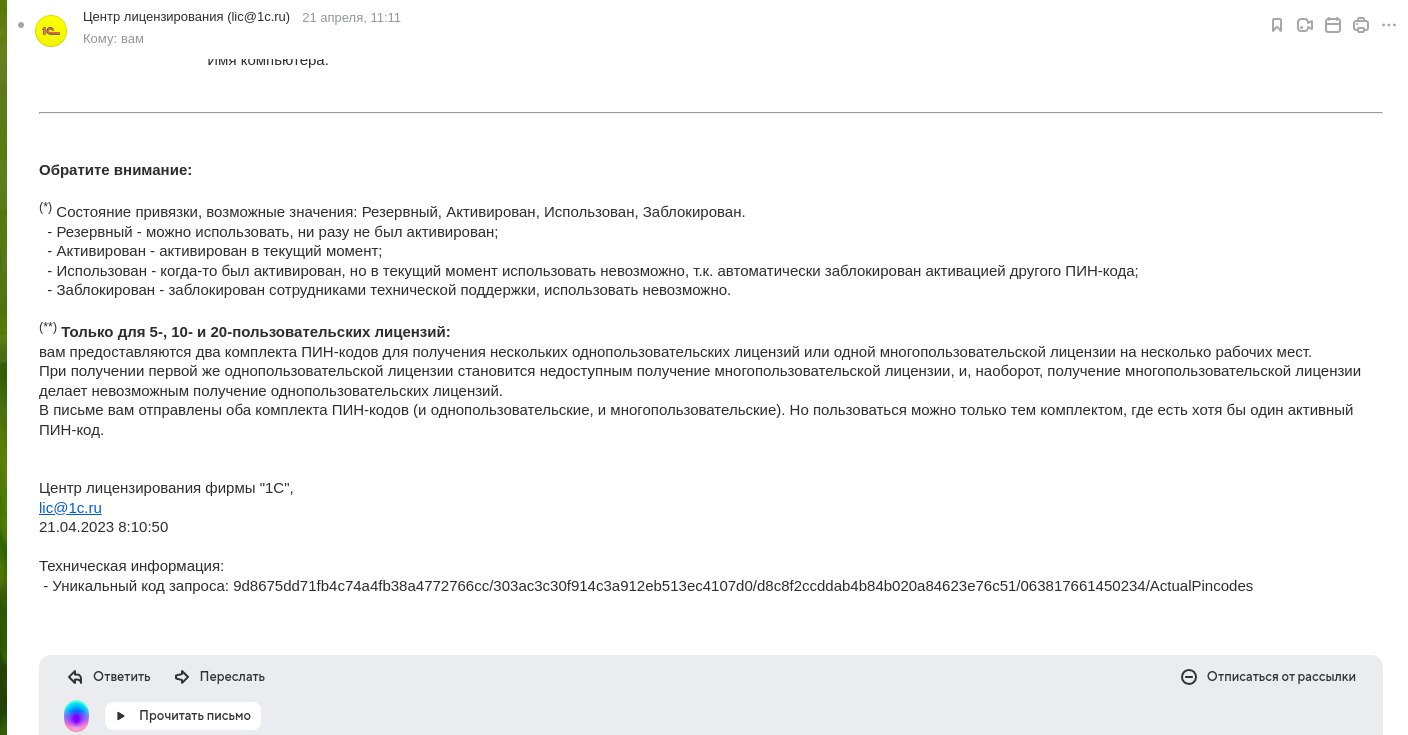 Центр лицензирования (lic@1c.ru) 21 апреля, 11:11
Кому: вам
Имя компьютера:
Обратите внимание:
(*) Состояние привязки, возможные значения: Резервный, Активирован, Использован, Заблокирован.
- Резервный - можно использовать, ни разу не был активирован;
- Активирован - активирован в текущий момент;
- Использован - когда-то был активирован, но в текущий момент использовать невозможно, т.к. автоматически заблокирован активацией другого ПИН-кода;
- Заблокирован - заблокирован сотрудниками технической поддержки, использовать невозможно.
(**) Только для 5-, 10- и 20-пользовательских лицензий:
вам предоставляются два комплекта ПИН-кодов для получения нескольких однопользовательских лицензий или одной многопользовательской лицензии на несколько рабочих мест.
При получении первой же однопользовательской лицензии становится недоступным получение многопользовательской лицензии, и, наоборот, получение многопользовательской лицензии
делает невозможным получение однопользовательских лицензий.
В письме вам отправлены оба комплекта ПИН-кодов (и однопользовательские, и многопользовательские). Но пользоваться можно только тем комплектом, где есть хотя бы один активный
ПИН-код.
Центр лицензирования фирмы "1С",
lic@1c.ru
21.04.2023 8:10:50
Техническая информация:
- Уникальный код запроса: 9d8675dd71fb4c74a4fb38a4772766cc/303ac3c30f914c3a912eb513ec4107d0/d8c8f2ccddab4b84b020a84623e76c51/063817661450234/ActualPincodes
Ответить Переслать Отписаться от рассылки
Прочитать письмо